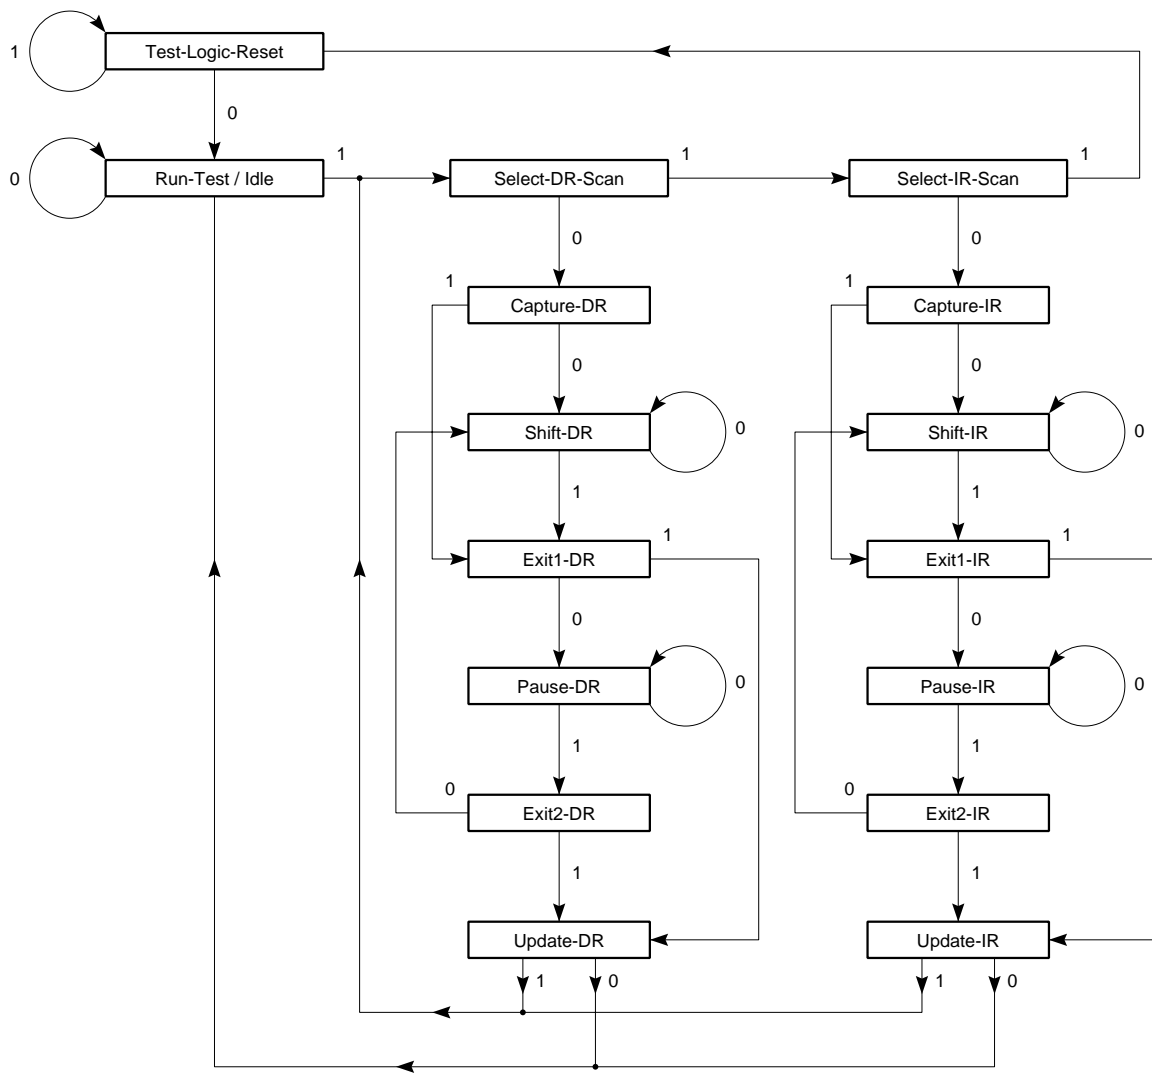 1
Test-Logic-Reset
0
0
Run-Test / Idle
1
Select-DR-Scan
1
Select-IR-Scan
1
0
0
1
Capture-DR
1
Capture-IR
0
0
Shift-DR
0
Shift-IR
0
1
1
Exit1-DR
1
Exit1-IR
1
0
0
Pause-DR
0
Pause-IR
0
1
1
0
Exit2-DR
0
Exit2-IR
1
1
Update-DR
Update-IR
1
0
1
0